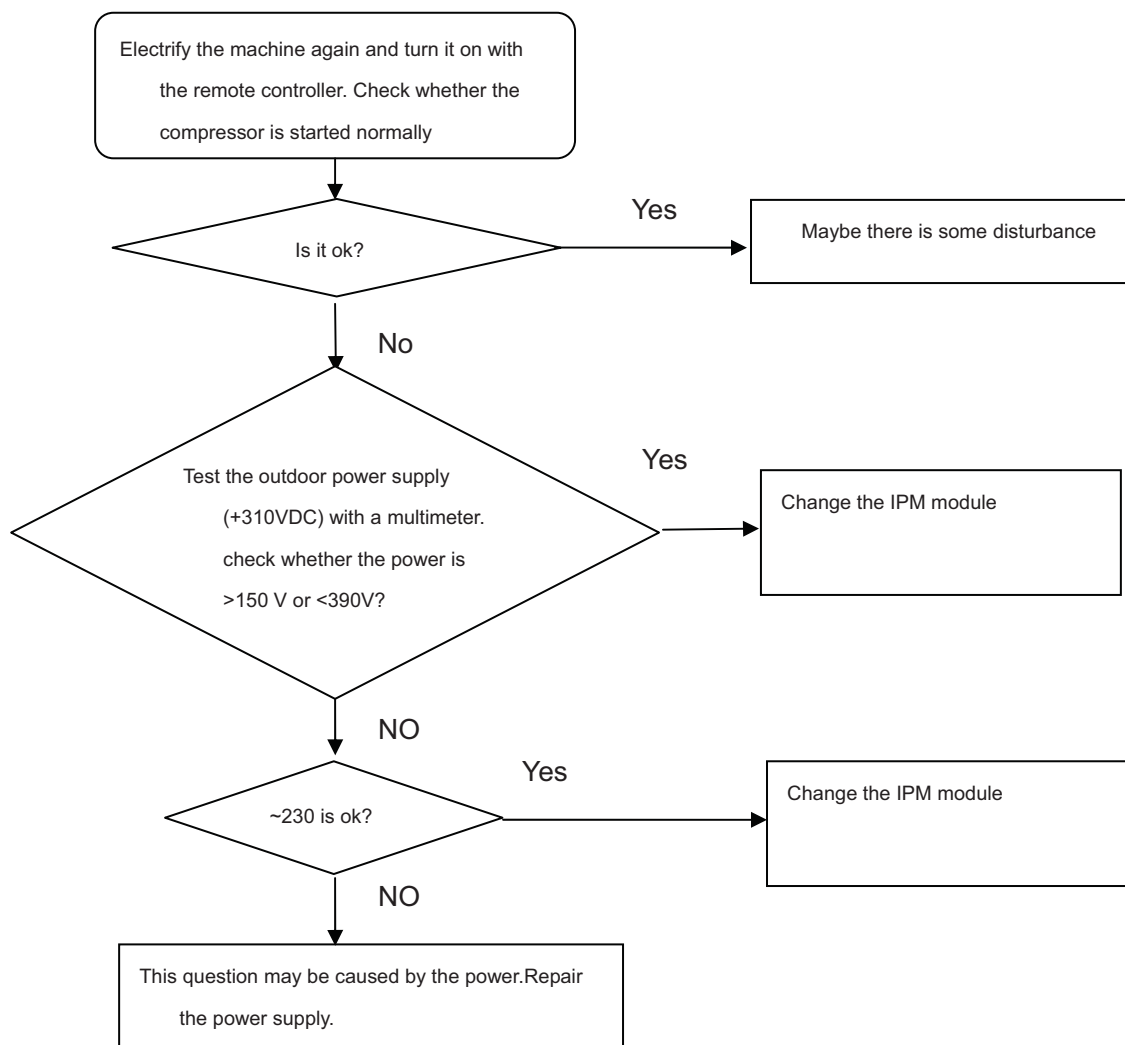 Electrify the machine again and turn it on with
the remote controller. Check whether the
compressor is started normally
Yes
Maybe there is some disturbance
Is it ok?
No
Yes
Test the outdoor power supply
(+310VDC) with a multimeter.
check whether the power is
>150 V or <390V?
Change the IPM module
NO
Yes
~230 is ok?
Change the IPM module
NO
This question may be caused by the power.Repair
the power supply.